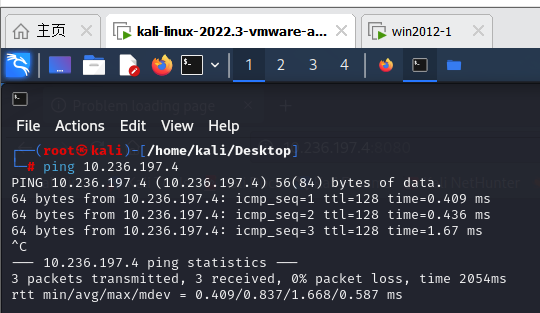 主页
kali-linux-2022.3-vmware-a...
win2012-1
1 2 3 4
Problem loading page
File Actions Edit View Help
(root㉿kali)-[/home/kali/Desktop]
# ping 10.236.197.4
PING 10.236.197.4 (10.236.197.4) 56(84) bytes of data.
64 bytes from 10.236.197.4: icmp_seq=1 ttl=128 time=0.409 ms
64 bytes from 10.236.197.4: icmp_seq=2 ttl=128 time=0.436 ms
64 bytes from 10.236.197.4: icmp_seq=3 ttl=128 time=1.67 ms
^C
--- 10.236.197.4 ping statistics ---
3 packets transmitted, 3 received, 0% packet loss, time 2054ms
rtt min/avg/max/mdev = 0.409/0.837/1.668/0.587 ms